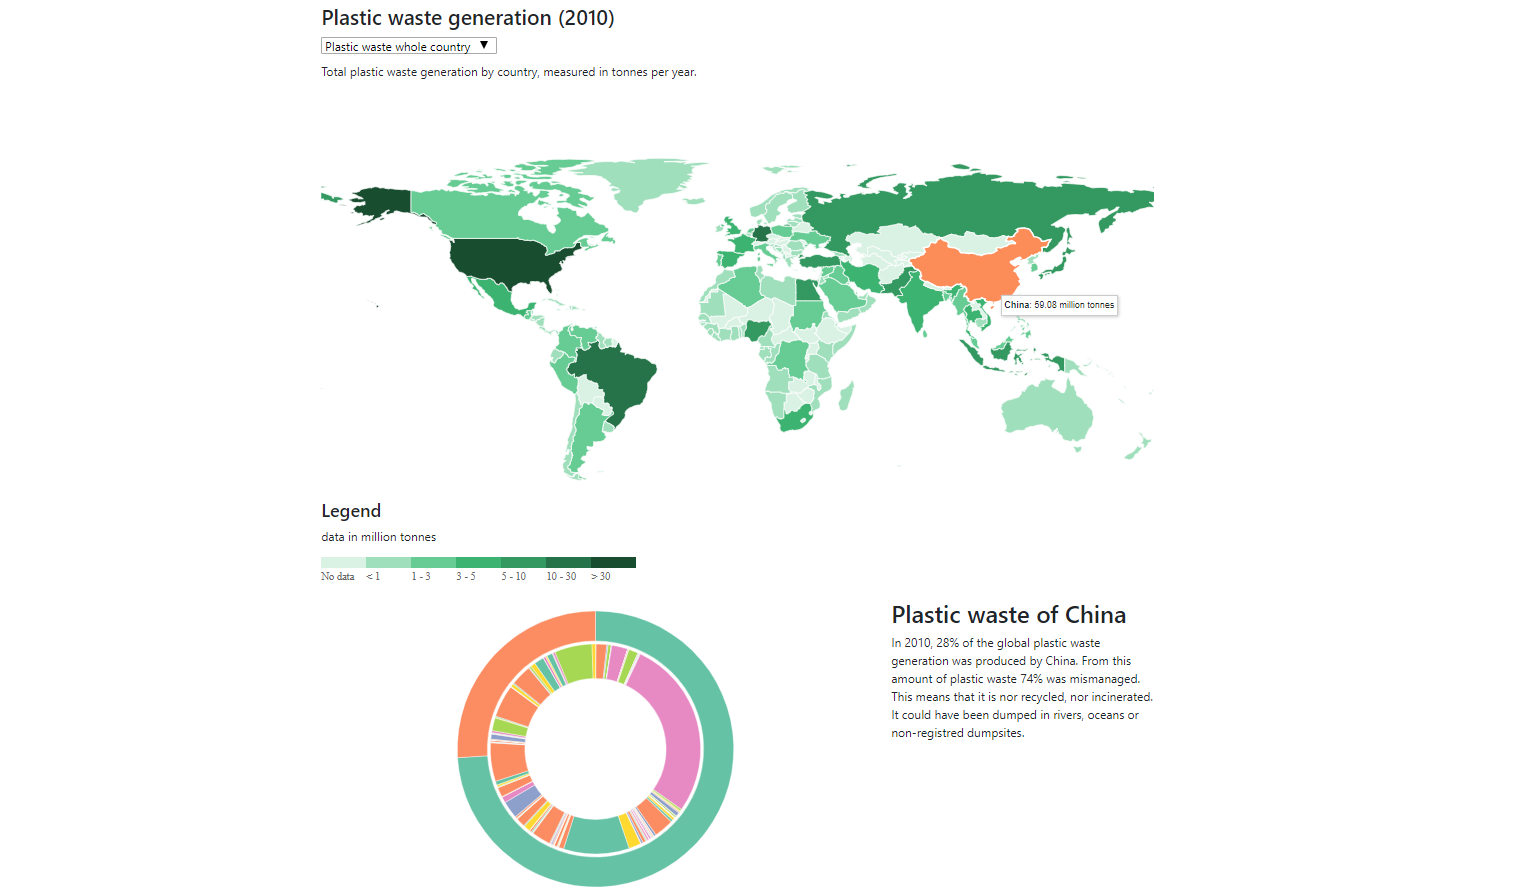 Plastic waste generation (2010)
Plastic waste whole country ▼
Total plastic waste generation by country, measured in tonnes per year.
China: 59.08 million tonnes
Legend
data in million tonnes
No data < 1 1 - 3 3 - 5 5 - 10 10 - 30 > 30
Plastic waste of China
In 2010, 28% of the global plastic waste
generation was produced by China. From this
amount of plastic waste 74% was mismanaged.
This means that it is nor recycled, nor incinerated.
It could have been dumped in rivers, oceans or
non-registred dumpsites.